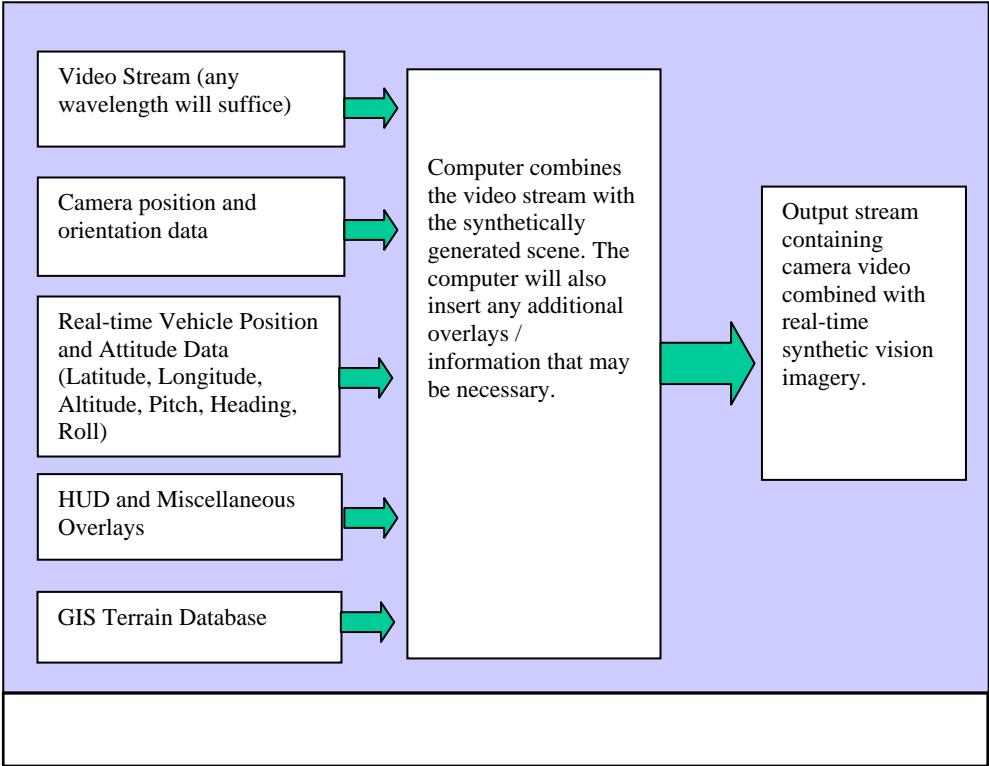 Video Stream (any
wavelength will suffice)
Camera position and
orientation data
Real-time Vehicle Position
and Attitude Data
(Latitude, Longitude,
Altitude, Pitch, Heading,
Roll)
HUD and Miscellaneous
Overlays
GIS Terrain Database
Computer combines
the video stream with
the synthetically
generated scene. The
computer will also
insert any additional
overlays /
information that may
be necessary.
Output stream
containing
camera video
combined with
real-time
synthetic vision
imagery.